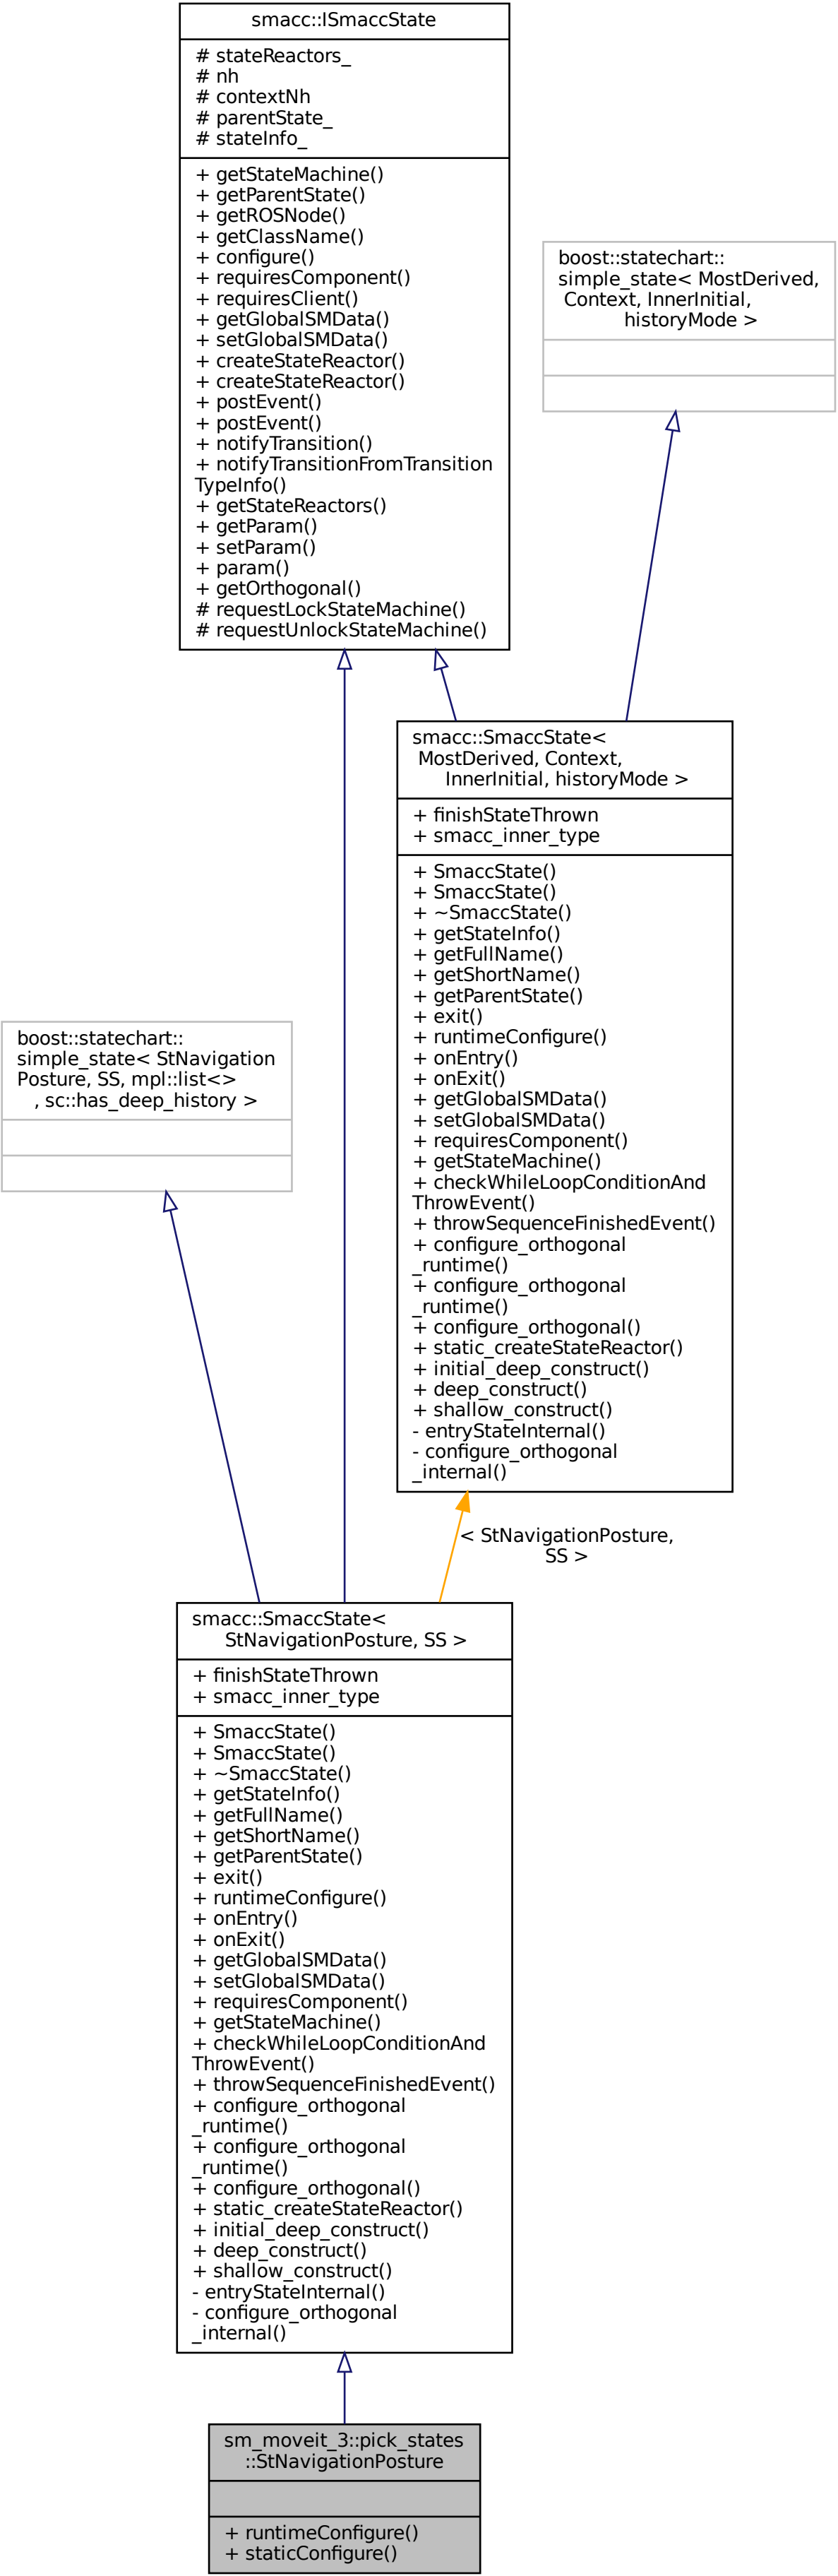 smacc::ISmaccState
# stateReactors_
# nh
# contextNh
# parentState_
# stateInfo_
+ getStateMachine()
+ getParentState()
+ getROSNode()
+ getClassName()
+ configure()
+ requiresComponent()
+ requiresClient()
+ getGlobalSMData()
+ setGlobalSMData()
+ createStateReactor()
+ createStateReactor()
+ postEvent()
+ postEvent()
+ notifyTransition()
+ notifyTransitionFromTransition
TypeInfo()
+ getStateReactors()
+ getParam()
+ setParam()
+ param()
+ getOrthogonal()
# requestLockStateMachine()
# requestUnlockStateMachine()
boost::statechart::
simple_state< MostDerived,
Context, InnerInitial,
historyMode >
smacc::SmaccState<
MostDerived, Context,
InnerInitial, historyMode >
+ finishStateThrown
+ smacc_inner_type
+ SmaccState()
+ SmaccState()
+ ~SmaccState()
+ getStateInfo()
+ getFullName()
+ getShortName()
+ getParentState()
+ exit()
+ runtimeConfigure()
+ onEntry()
+ onExit()
+ getGlobalSMData()
+ setGlobalSMData()
+ requiresComponent()
+ getStateMachine()
+ checkWhileLoopConditionAnd
ThrowEvent()
+ throwSequenceFinishedEvent()
+ configure_orthogonal
_runtime()
+ configure_orthogonal
_runtime()
+ configure_orthogonal()
+ static_createStateReactor()
+ initial_deep_construct()
+ deep_construct()
+ shallow_construct()
- entryStateInternal()
- configure_orthogonal
_internal()
boost::statechart::
simple_state< StNavigation
Posture, SS, mpl::list<>
, sc::has_deep_history >
< StNavigationPosture,
SS >
smacc::SmaccState<
StNavigationPosture, SS >
+ finishStateThrown
+ smacc_inner_type
+ SmaccState()
+ SmaccState()
+ ~SmaccState()
+ getStateInfo()
+ getFullName()
+ getShortName()
+ getParentState()
+ exit()
+ runtimeConfigure()
+ onEntry()
+ onExit()
+ getGlobalSMData()
+ setGlobalSMData()
+ requiresComponent()
+ getStateMachine()
+ checkWhileLoopConditionAnd
ThrowEvent()
+ throwSequenceFinishedEvent()
+ configure_orthogonal
_runtime()
+ configure_orthogonal
_runtime()
+ configure_orthogonal()
+ static_createStateReactor()
+ initial_deep_construct()
+ deep_construct()
+ shallow_construct()
- entryStateInternal()
- configure_orthogonal
_internal()
sm_moveit_3::pick_states
::StNavigationPosture
+ runtimeConfigure()
+ staticConfigure()